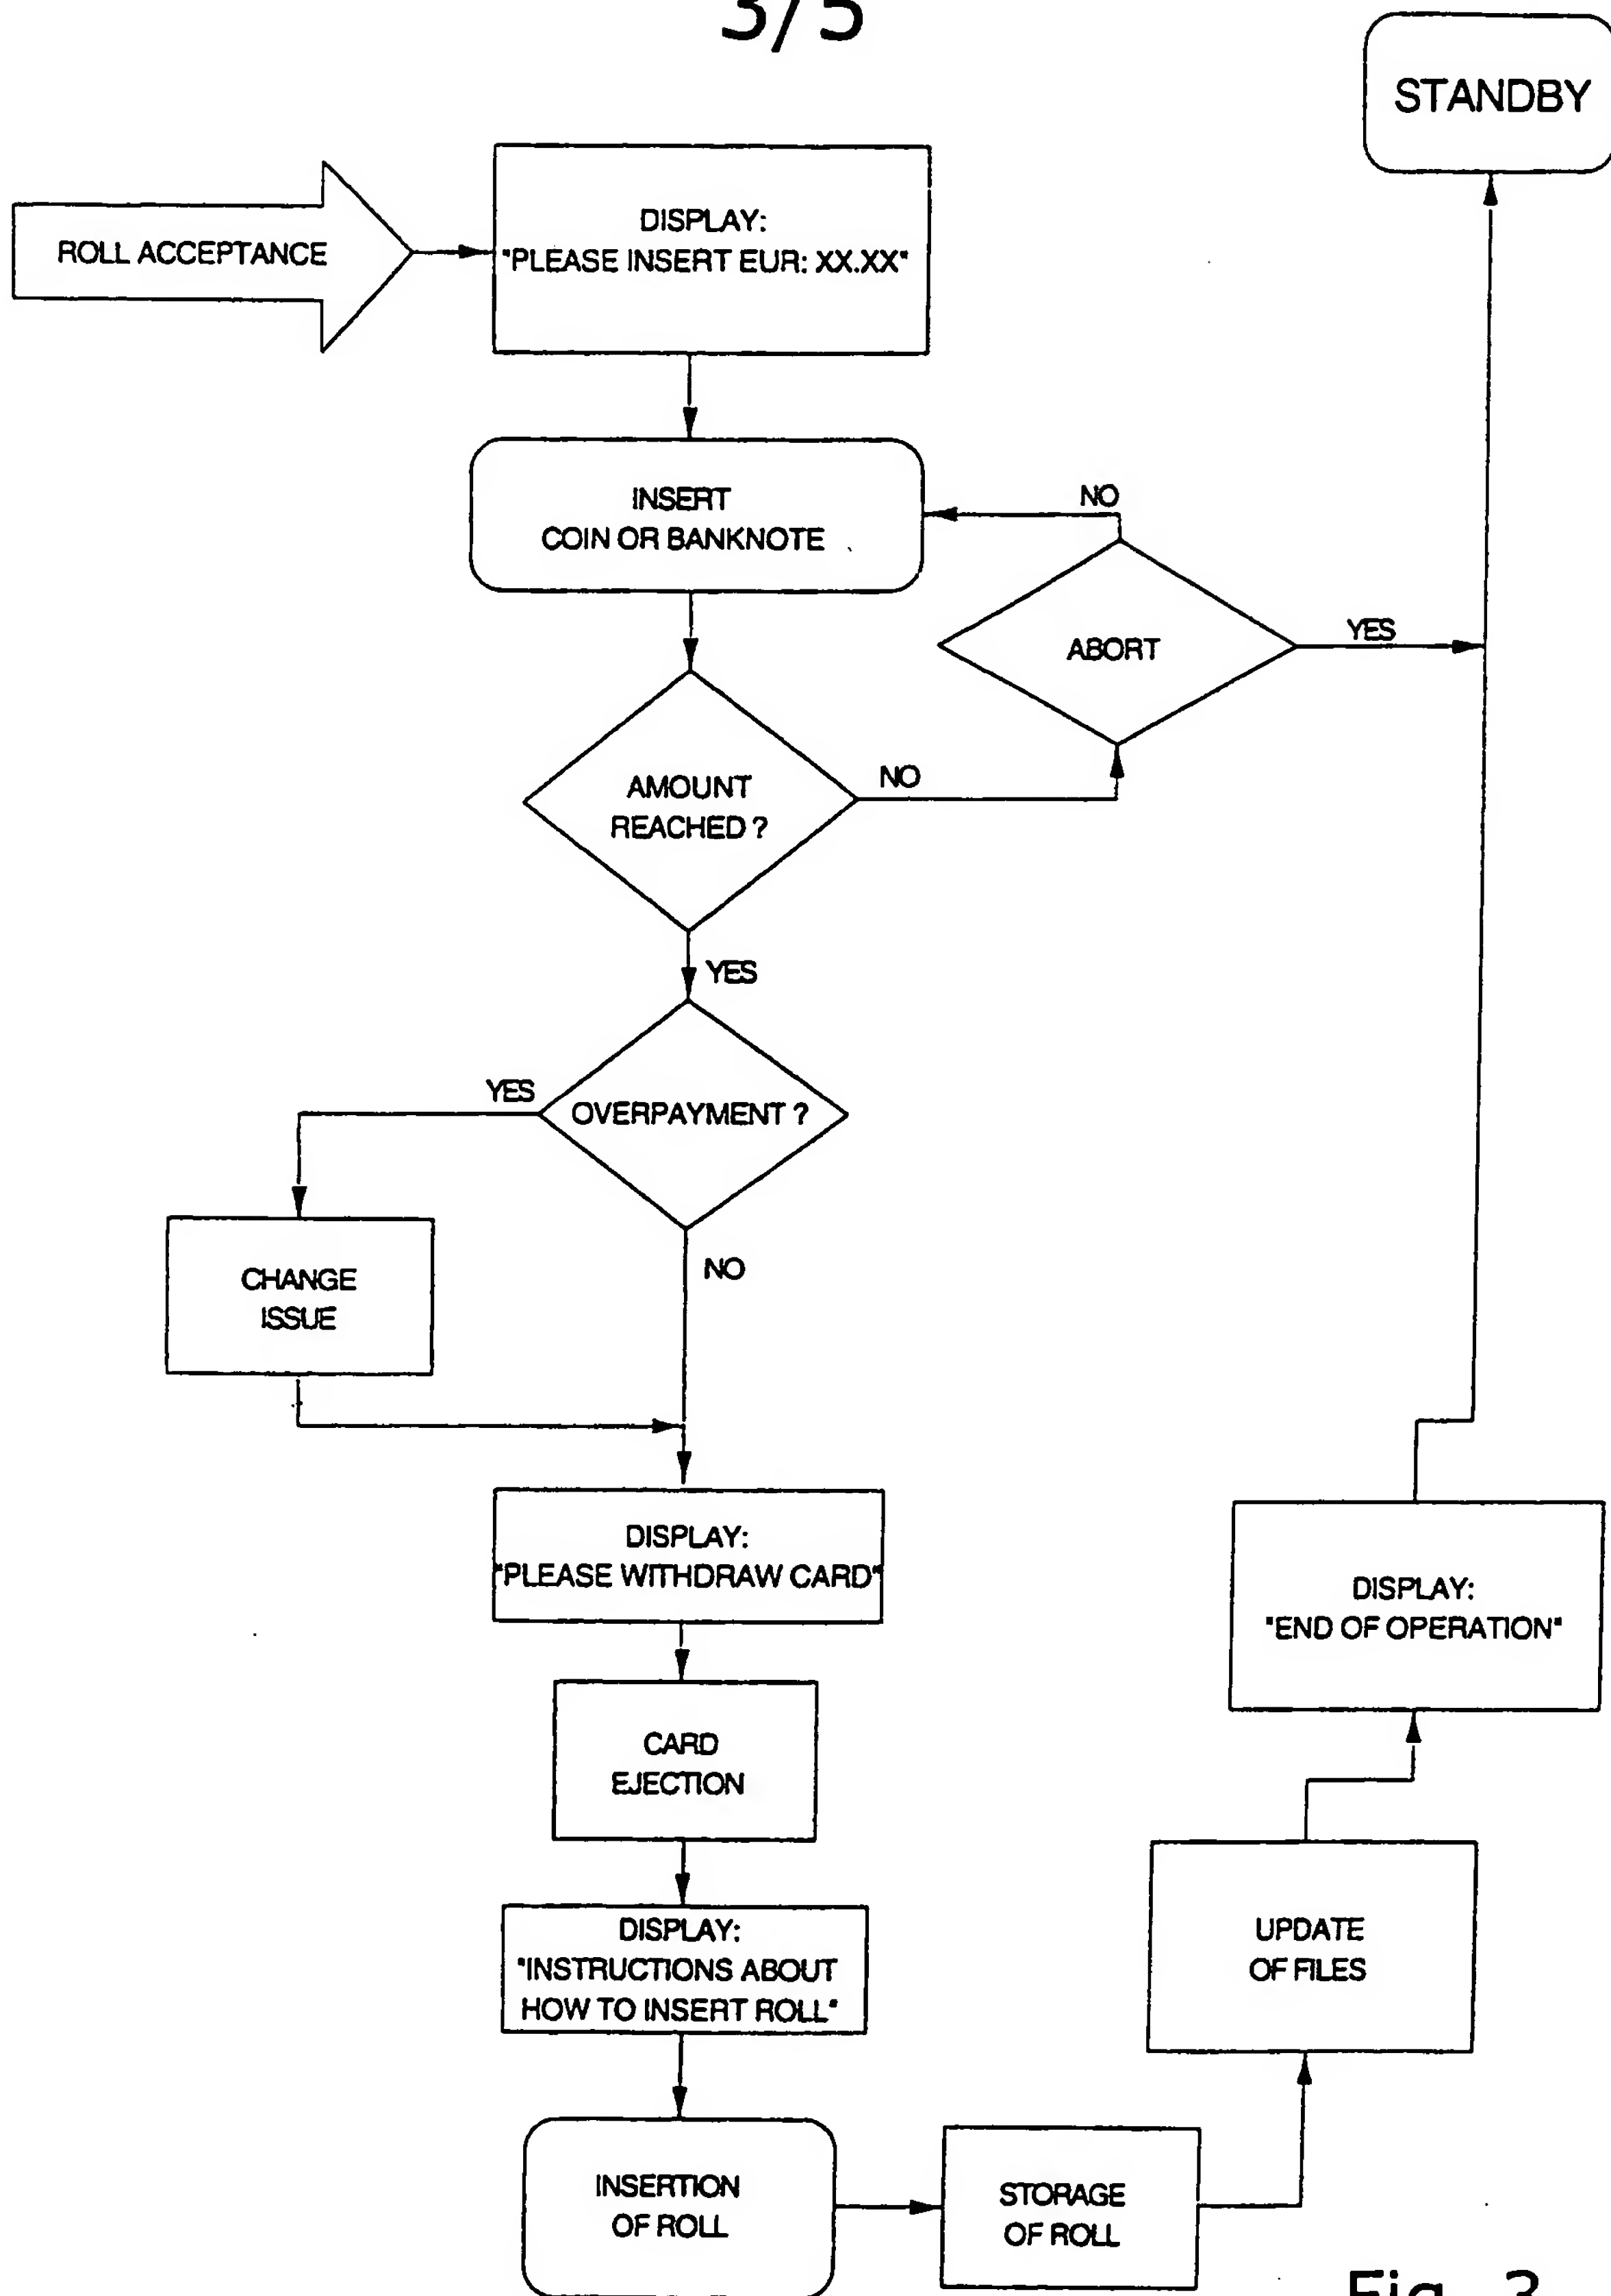 3/5
STANDBY
ROLL ACCEPTANCE
DISPLAY:
"PLEASE INSERT EUR: XX.XX"
INSERT
COIN OR BANKNOTE
NO
ABORT
YES
AMOUNT
REACHED ?
NO
YES
OVERPAYMENT ?
YES
NO
CHANGE
ISSUE
DISPLAY:
"PLEASE WITHDRAW CARD"
CARD
EJECTION
DISPLAY:
"INSTRUCTIONS ABOUT
HOW TO INSERT ROLL"
INSERTION
OF ROLL
STORAGE
OF ROLL
UPDATE
OF FILES
DISPLAY:
"END OF OPERATION"
Fig. 3